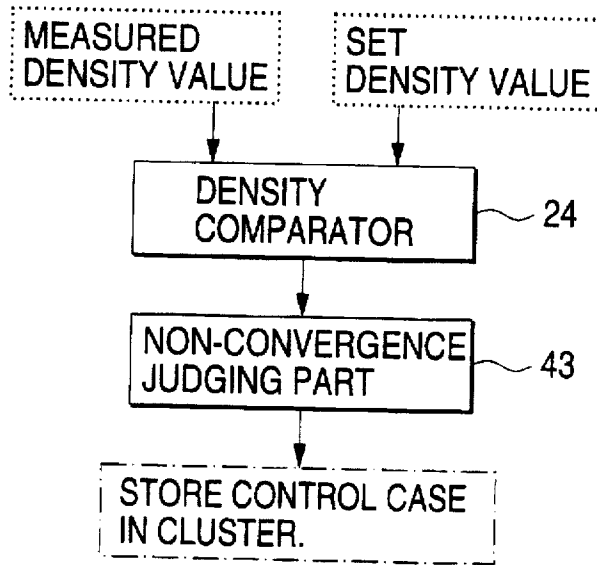 MEASURED
DENSITY VALUE
SET
DENSITY VALUE
DENSITY
COMPARATOR
24
NON-CONVERGENCE
JUDGING PART
43
STORE CONTROL CASE
IN CLUSTER.